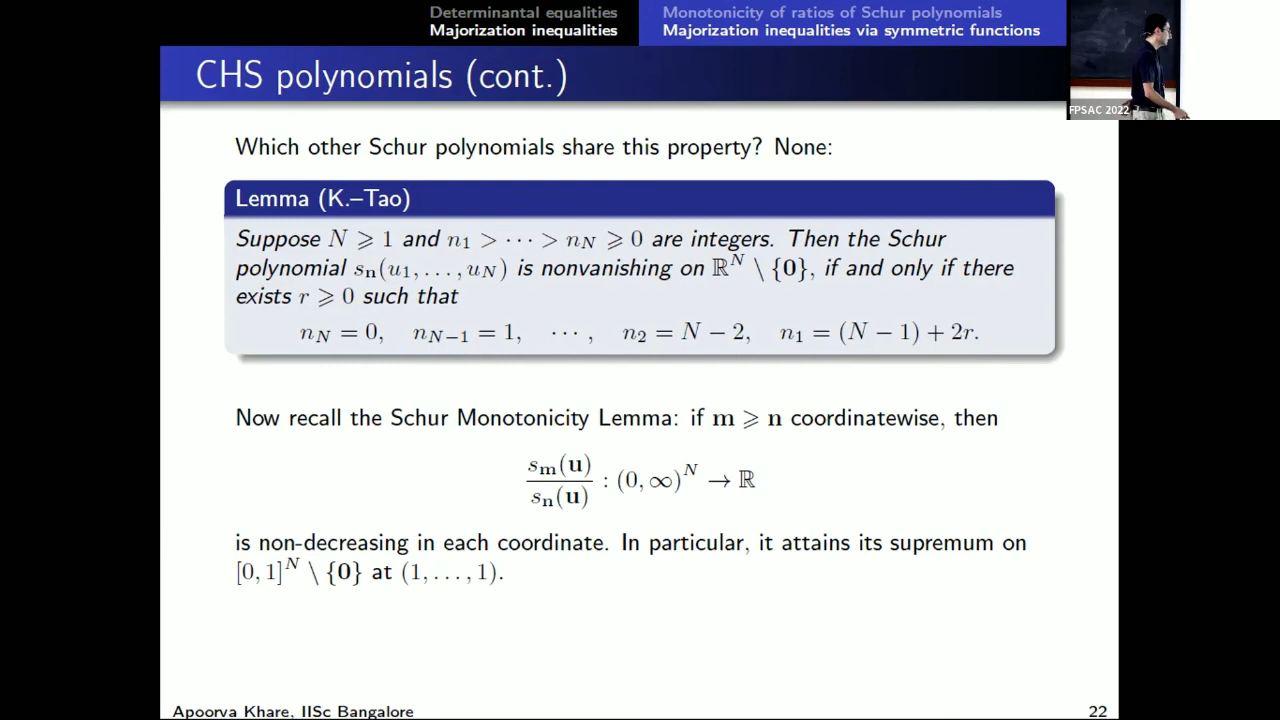 Determinantal equalities
Majorization inequalities
Monotonicity of ratios of Schur polynomials
Majorization inequalities via symmetric functions
CHS polynomials (cont.)
FPSAC 2022
Which other Schur polynomials share this property? None:
Lemma (K.–Tao)
Suppose N ⩾ 1 and n₁ > ··· > n_N ⩾ 0 are integers. Then the Schur
polynomial s_𝐧(u₁, . . . , u_N) is nonvanishing on ℝ^N \ {𝟎}, if and only if there
exists r ⩾ 0 such that
n_N = 0, n_{N−1} = 1, ··· , n₂ = N − 2, n₁ = (N − 1) + 2r.
Now recall the Schur Monotonicity Lemma: if 𝐦 ⩾ 𝐧 coordinatewise, then
s_𝐦(𝐮)/s_𝐧(𝐮) : (0, ∞)^N → ℝ
is non-decreasing in each coordinate. In particular, it attains its supremum on
[0, 1]^N \ {𝟎} at (1, . . . , 1).
Apoorva Khare, IISc Bangalore
22